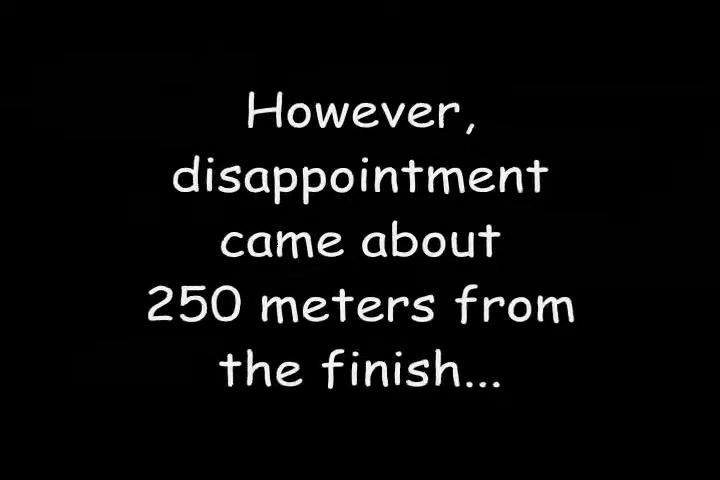 However,
disappointment
came about
250 meters from
the finish...